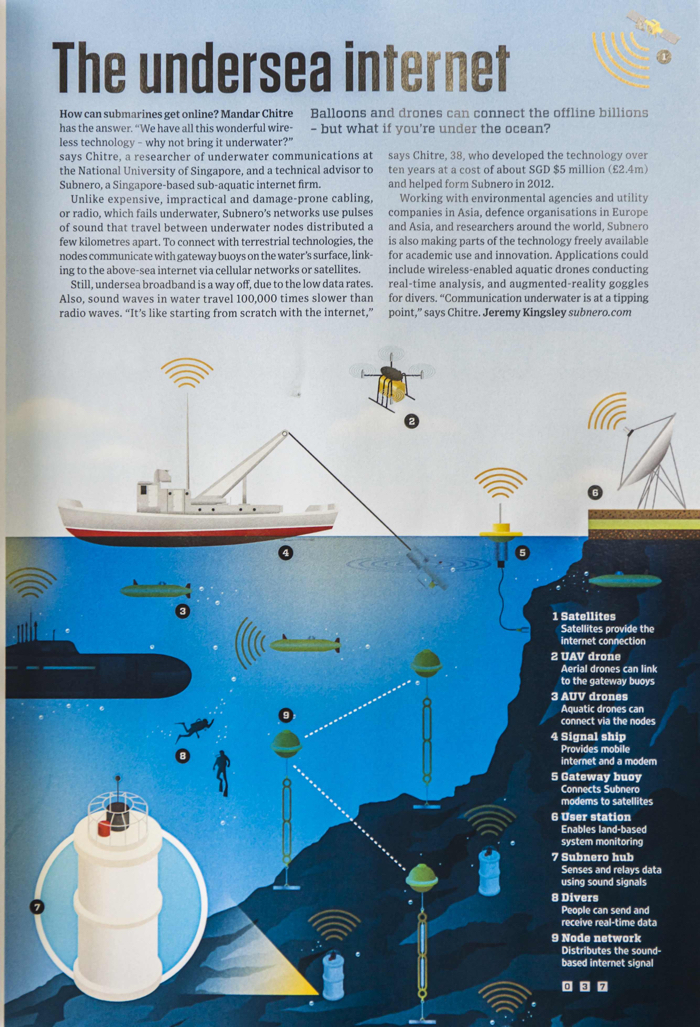 The undersea internet
1
Balloons and drones can connect the offline billions
– but what if you're under the ocean?
How can submarines get online? Mandar Chitre
has the answer. "We have all this wonderful wire-
less technology – why not bring it underwater?"
says Chitre, a researcher of underwater communications at
the National University of Singapore, and a technical advisor to
Subnero, a Singapore-based sub-aquatic internet firm.
Unlike expensive, impractical and damage-prone cabling,
or radio, which fails underwater, Subnero's networks use pulses
of sound that travel between underwater nodes distributed a
few kilometres apart. To connect with terrestrial technologies, the
nodes communicate with gateway buoys on the water's surface, link-
ing to the above-sea internet via cellular networks or satellites.
Still, undersea broadband is a way off, due to the low data rates.
Also, sound waves in water travel 100,000 times slower than
radio waves. "It's like starting from scratch with the internet,"
says Chitre, 38, who developed the technology over
ten years at a cost of about SGD $5 million (£2.4m)
and helped form Subnero in 2012.
Working with environmental agencies and utility
companies in Asia, defence organisations in Europe
and Asia, and researchers around the world, Subnero
is also making parts of the technology freely available
for academic use and innovation. Applications could
include wireless-enabled aquatic drones conducting
real-time analysis, and augmented-reality goggles
for divers. "Communication underwater is at a tipping
point," says Chitre. Jeremy Kingsley subnero.com
2
6
4
5
3
9
8
7
1 Satellites
Satellites provide the
internet connection
2 UAV drone
Aerial drones can link
to the gateway buoys
3 AUV drones
Aquatic drones can
connect via the nodes
4 Signal ship
Provides mobile
internet and a modem
5 Gateway buoy
Connects Subnero
modems to satellites
6 User station
Enables land-based
system monitoring
7 Subnero hub
Senses and relays data
using sound signals
8 Divers
People can send and
receive real-time data
9 Node network
Distributes the sound-
based internet signal
0 3 7